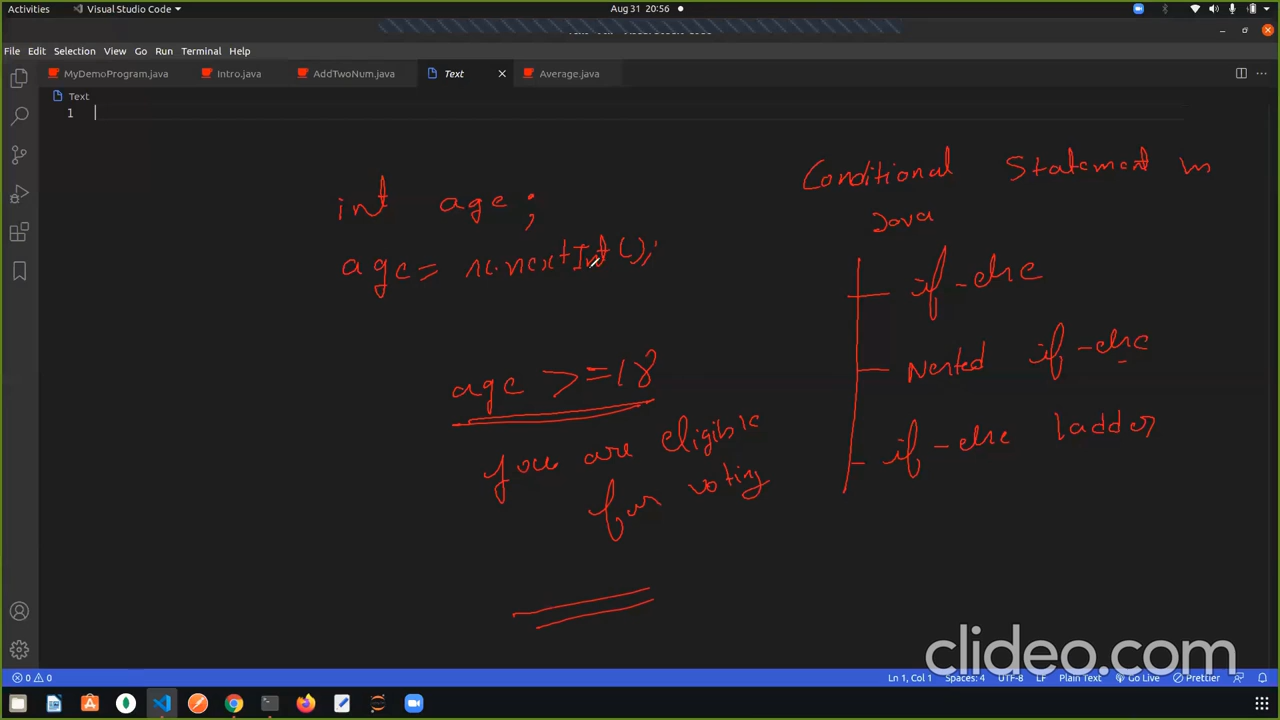 Activities
Visual Studio Code
Aug 31 20:56
File Edit Selection View Go Run Terminal Help
MyDemoProgram.java
Intro.java
AddTwoNum.java
Text
Average.java
Text
1
int age;
age= sc.nextInt();
age >=18
you are eligible
for voting
Conditional Statement in
Java
if-else
Nested if-else
if-else ladder
clideo.com
0 0
Ln 1, Col 1 Spaces: 4 UTF-8 LF Plain Text Go Live Prettier